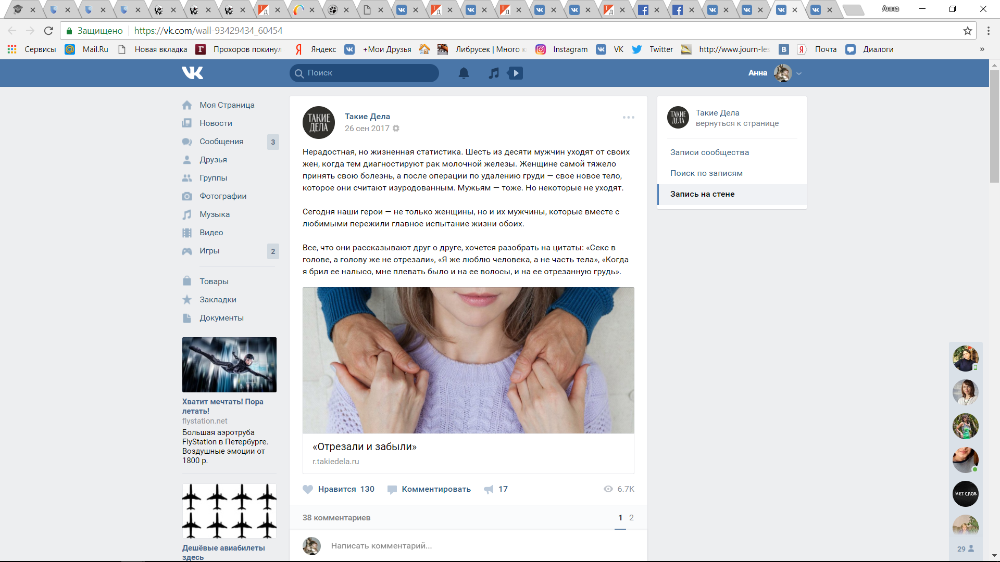 Анна
Защищено
https://vk.com/wall-93429434_60454
Сервисы
Mail.Ru
Новая вкладка
Прохоров покинул
Яндекс
+Мои Друзья
Либрусек | Много к
Instagram
VK
Twitter
http://www.journ-les
Почта
Диалоги
»
Поиск
Анна
Моя Страница
Новости
Сообщения 3
Друзья
Группы
Фотографии
Музыка
Видео
Игры 2
Товары
Закладки
Документы
Хватит мечтать! Пора
летать!
flystation.net
Большая аэротруба
FlyStation в Петербурге.
Воздушные эмоции от
1800 р.
Дешёвые авиабилеты
здесь
ТАКИЕ
ДЕЛА
Такие Дела
26 сен 2017
Нерадостная, но жизненная статистика. Шесть из десяти мужчин уходят от своих
жен, когда тем диагностируют рак молочной железы. Женщине самой тяжело
принять свою болезнь, а после операции по удалению груди — свое новое тело,
которое они считают изуродованным. Мужьям — тоже. Но некоторые не уходят.
Сегодня наши герои — не только женщины, но и их мужчины, которые вместе с
любимыми пережили главное испытание жизни обоих.
Все, что они рассказывают друг о друге, хочется разобрать на цитаты: «Секс в
голове, а голову же не отрезали», «Я же люблю человека, а не часть тела», «Когда
я брил ее налысо, мне плевать было и на ее волосы, и на ее отрезанную грудь».
«Отрезали и забыли»
r.takiedela.ru
Нравится 130
Комментировать
17
6.7K
38 комментариев
1 2
Написать комментарий...
ТАКИЕ
ДЕЛА
Такие Дела
вернуться к странице
Записи сообщества
Поиск по записям
Запись на стене
НЕТ СЛОВ
29